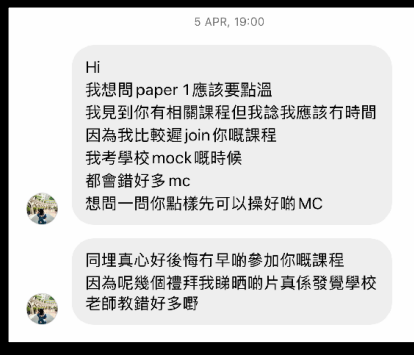 5 APR, 19:00
Hi
我想問paper 1應該要點溫
我見到你有相關課程但我諗我應該冇時間
因為我比較遲join你嘅課程
我考學校mock嘅時候
都會錯好多mc
想問一問你點樣先可以操好啲MC
同埋真心好後悔冇早啲參加你嘅課程
因為呢幾個禮拜我睇晒啲片真係發覺學校
老師教錯好多嘢